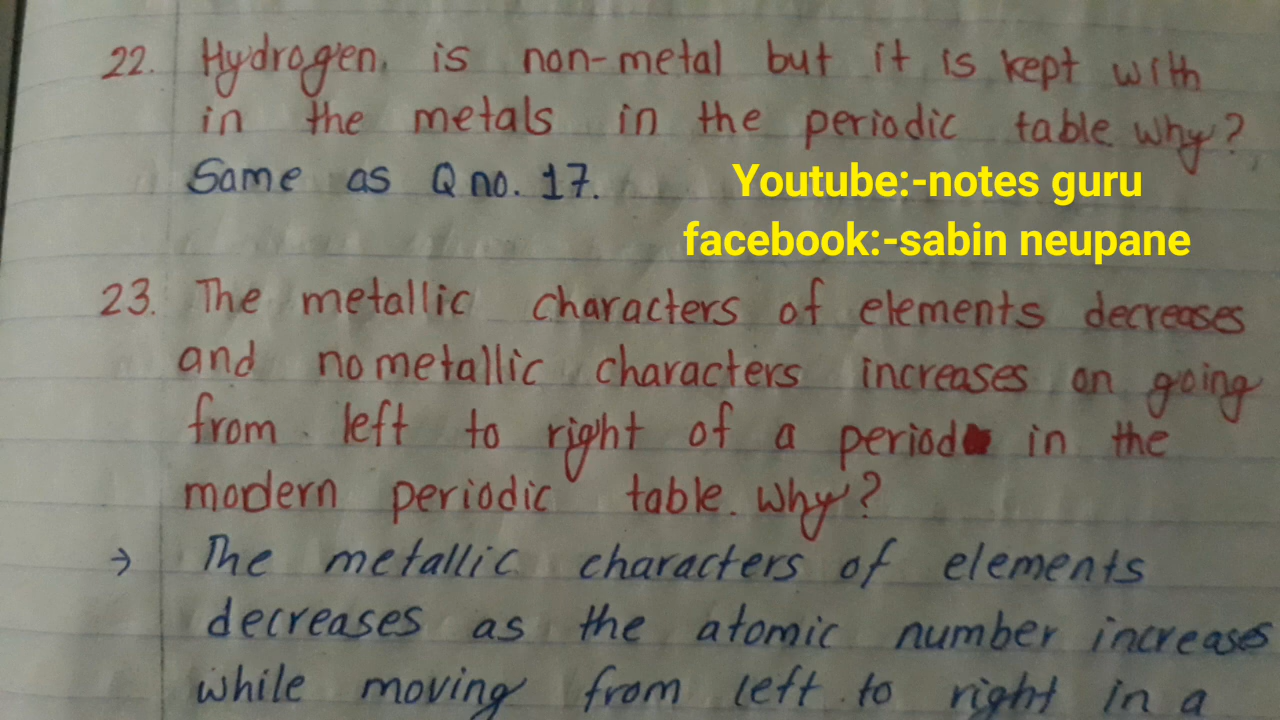 22. Hydrogen. is non-metal but it is kept with
in the metals in the periodic table. Why?
Same as Q no. 17.
Youtube:-notes guru
facebook:-sabin neupane
23. The metallic characters of elements decreases
and nometallic characters increases on going
from left to right of a period in the
modern periodic table. Why?
→ The metallic characters of elements
decreases as the atomic number increases
while moving from left to right in a